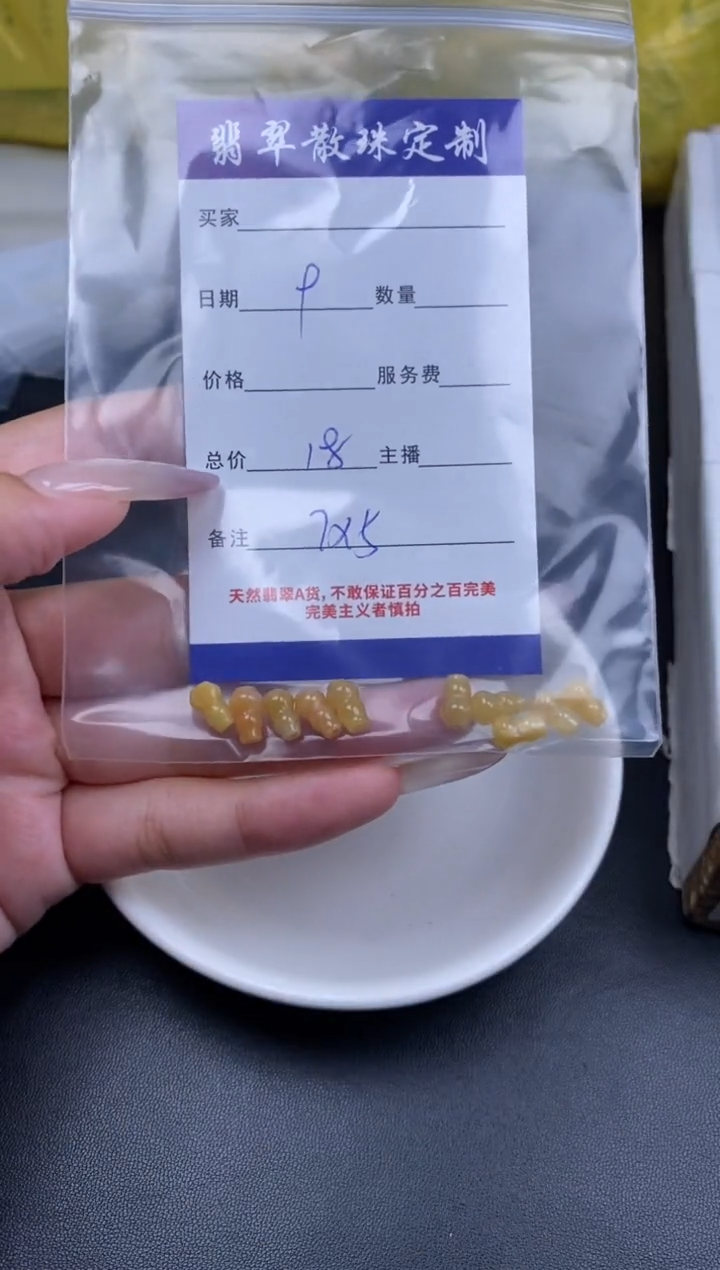 翡翠散珠定制
买家
日期 9 数量
价格 服务费
总价 18 主播
备注 7x5
天然翡翠A货,不敢保证百分之百完美
完美主义者慎拍